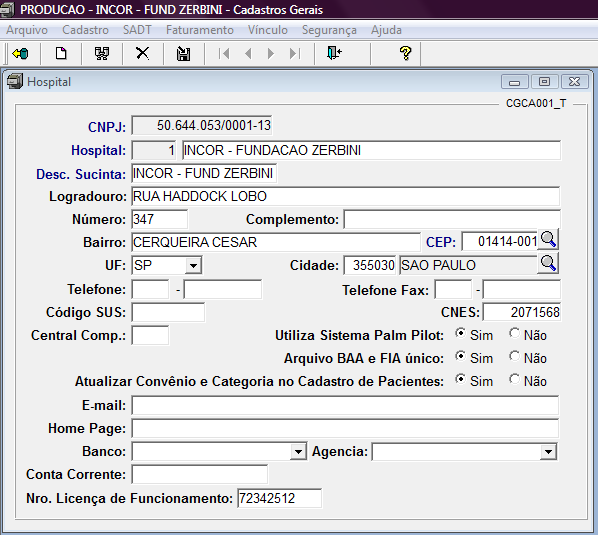 PRODUCAO - INCOR - FUND ZERBINI - Cadastros Gerais
Arquivo Cadastro SADT Faturamento Vínculo Segurança Ajuda
Hospital
CGCA001_T
CNPJ: 50.644.053/0001-13
Hospital: 1 INCOR - FUNDACAO ZERBINI
Desc. Sucinta: INCOR - FUND ZERBINI
Logradouro: RUA HADDOCK LOBO
Número: 347 Complemento:
Bairro: CERQUEIRA CESAR CEP: 01414-001
UF: SP Cidade: 355030 SAO PAULO
Telefone: - Telefone Fax: -
Código SUS: CNES: 2071568
Central Comp.: Utiliza Sistema Palm Pilot: Sim Não
Arquivo BAA e FIA único: Sim Não
Atualizar Convênio e Categoria no Cadastro de Pacientes: Sim Não
E-mail:
Home Page:
Banco: Agencia:
Conta Corrente:
Nro. Licença de Funcionamento: 72342512